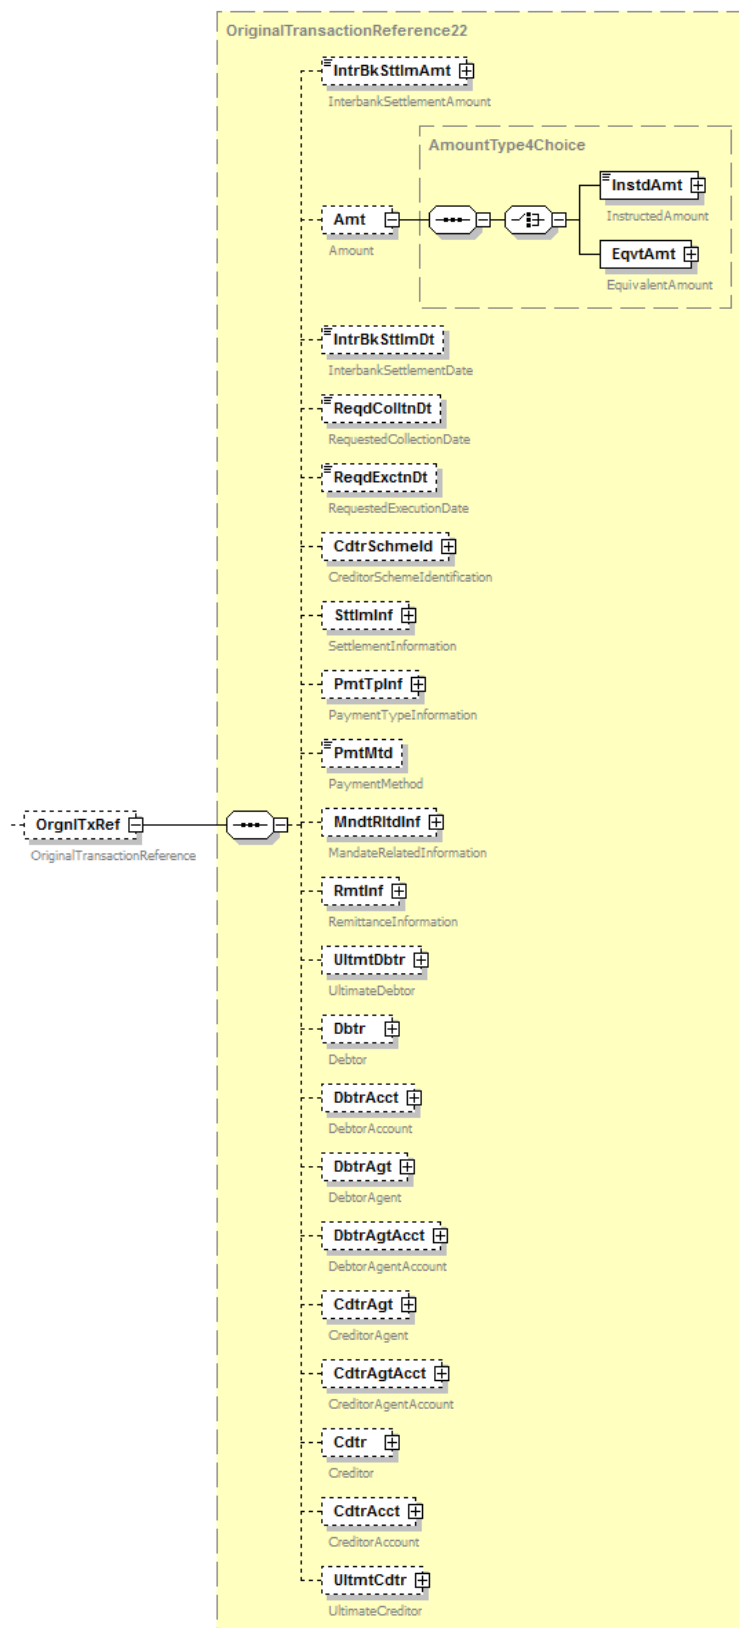 OriginalTransactionReference22
IntrBkSttlmAmt
InterbankSettlementAmount
AmountType4Choice
InstdAmt
InstructedAmount
Amt
Amount
EqvtAmt
EquivalentAmount
IntrBkSttlmDt
InterbankSettlementDate
ReqdColltnDt
RequestedCollectionDate
ReqdExctnDt
RequestedExecutionDate
CdtrSchmeId
CreditorSchemeIdentification
SttlmInf
SettlementInformation
PmtTpInf
PaymentTypeInformation
PmtMtd
PaymentMethod
OrgnlTxRef
OriginalTransactionReference
MndtRltdInf
MandateRelatedInformation
RmtInf
RemittanceInformation
UltmtDbtr
UltimateDebtor
Dbtr
Debtor
DbtrAcct
DebtorAccount
DbtrAgt
DebtorAgent
DbtrAgtAcct
DebtorAgentAccount
CdtrAgt
CreditorAgent
CdtrAgtAcct
CreditorAgentAccount
Cdtr
Creditor
CdtrAcct
CreditorAccount
UltmtCdtr
UltimateCreditor